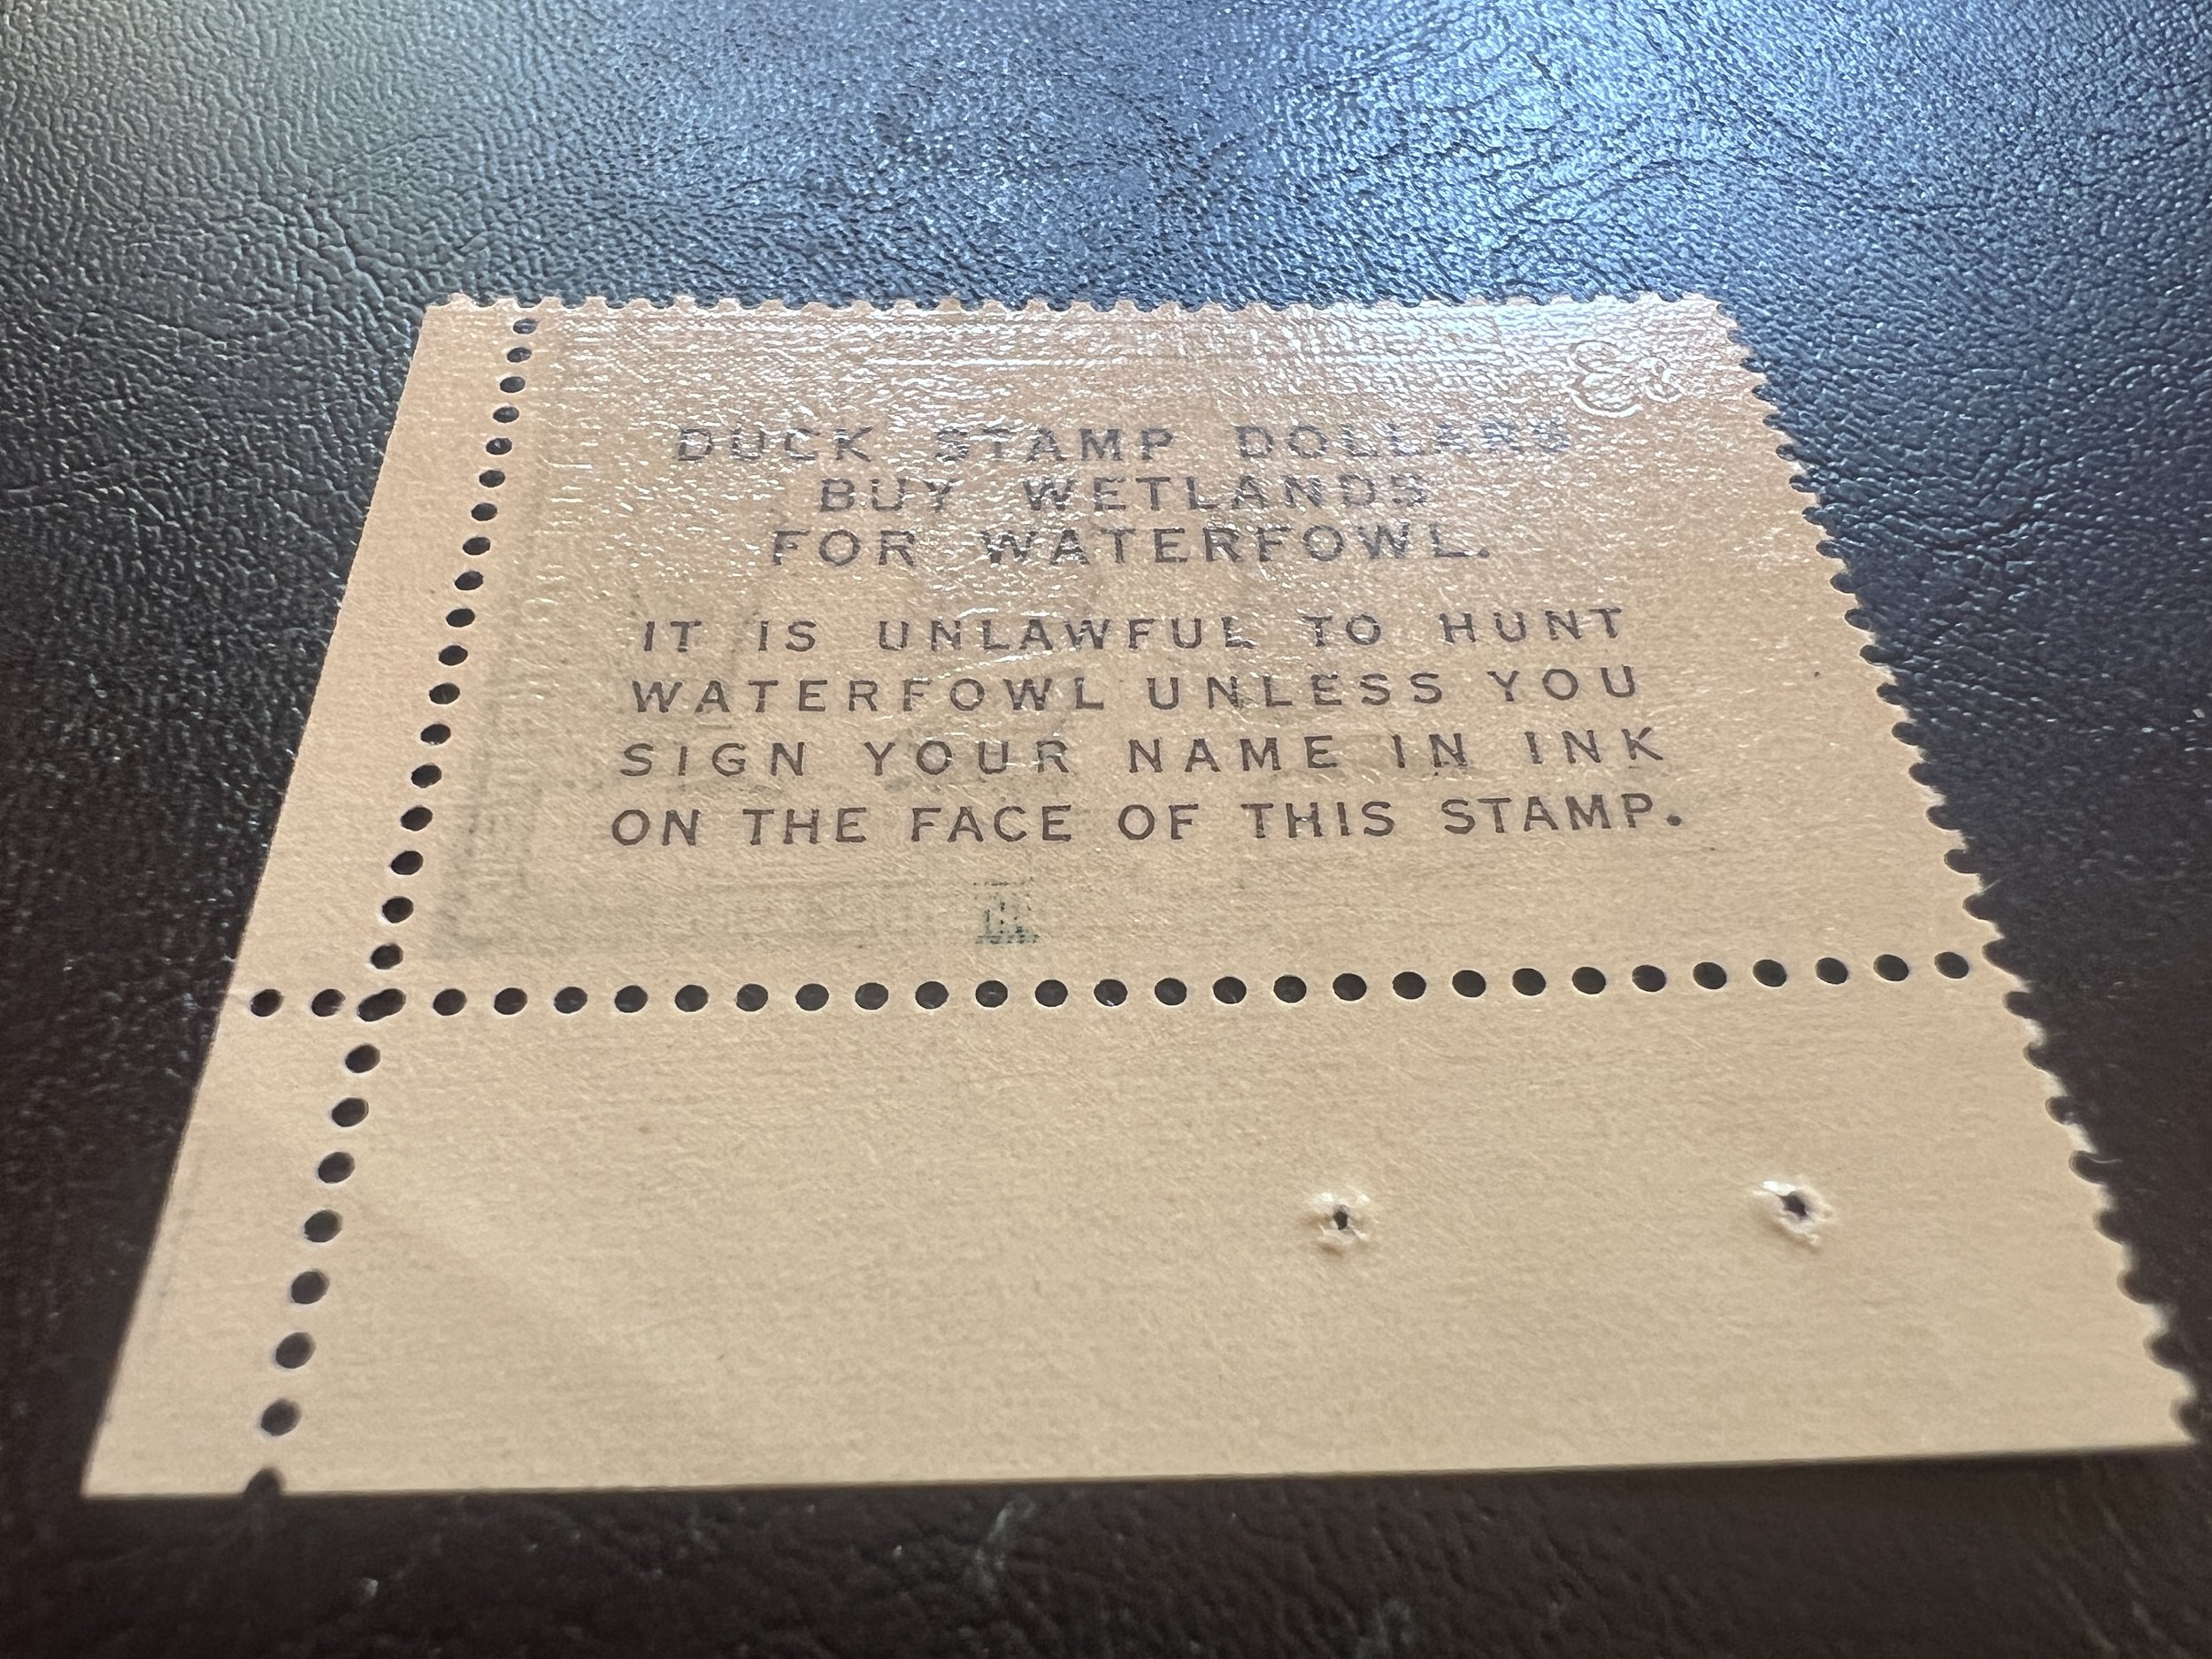 DUCK STAMP DOLLARS
BUY WETLANDS
FOR WATERFOWL.
IT IS UNLAWFUL TO HUNT
WATERFOWL UNLESS YOU
SIGN YOUR NAME IN INK
ON THE FACE OF THIS STAMP.